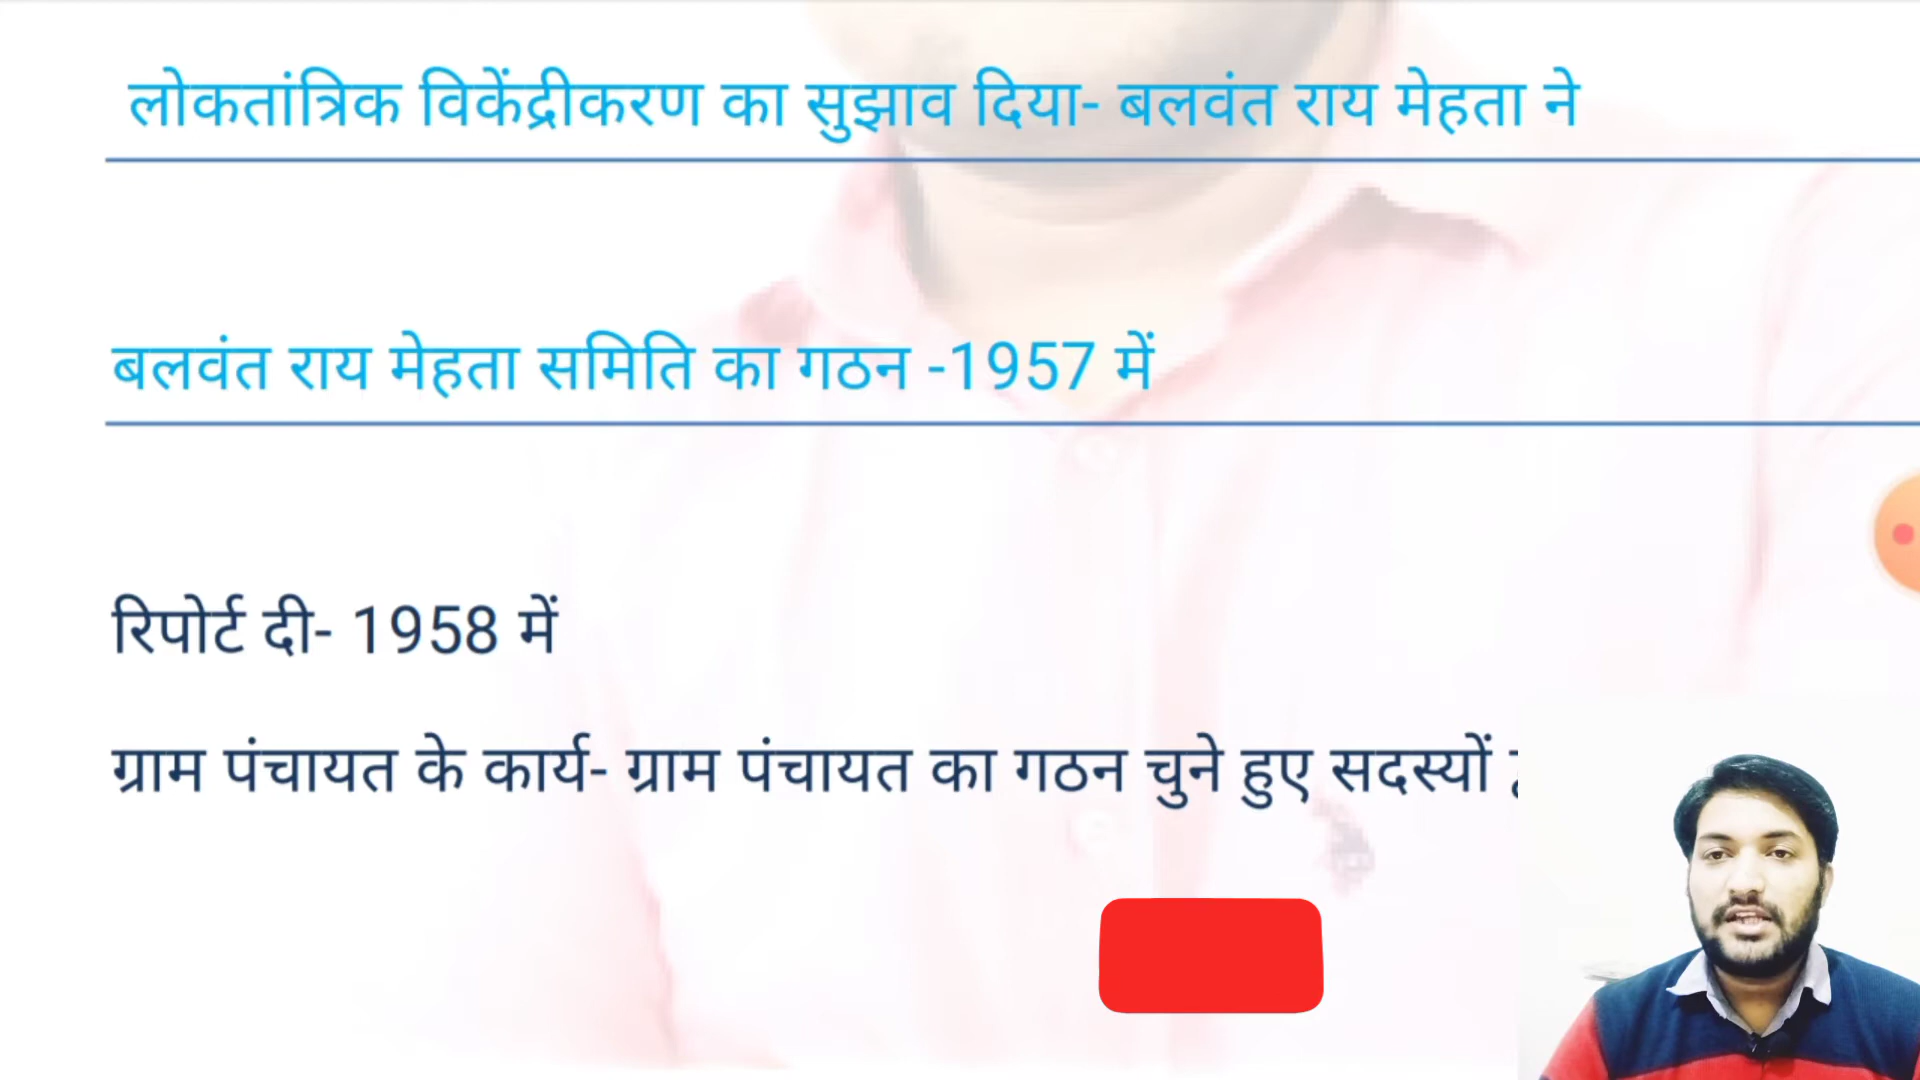 लोकतांत्रिक विकेंद्रीकरण का सुझाव दिया- बलवंत राय मेहता ने
बलवंत राय मेहता समिति का गठन -1957 में
रिपोर्ट दी- 1958 में
ग्राम पंचायत के कार्य- ग्राम पंचायत का गठन चुने हुए सदस्यों